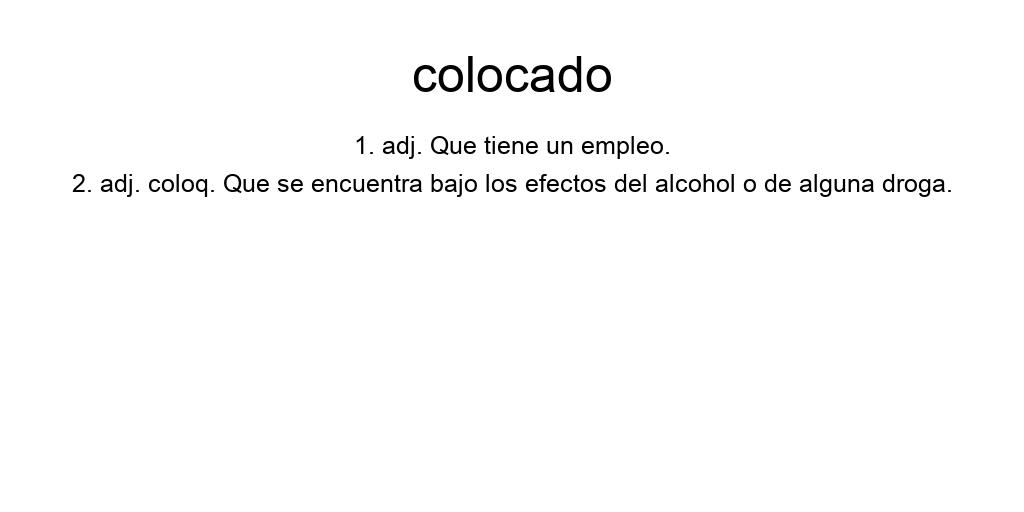 colocado
1. adj. Que tiene un empleo.
2. adj. coloq. Que se encuentra bajo los efectos del alcohol o de alguna droga.